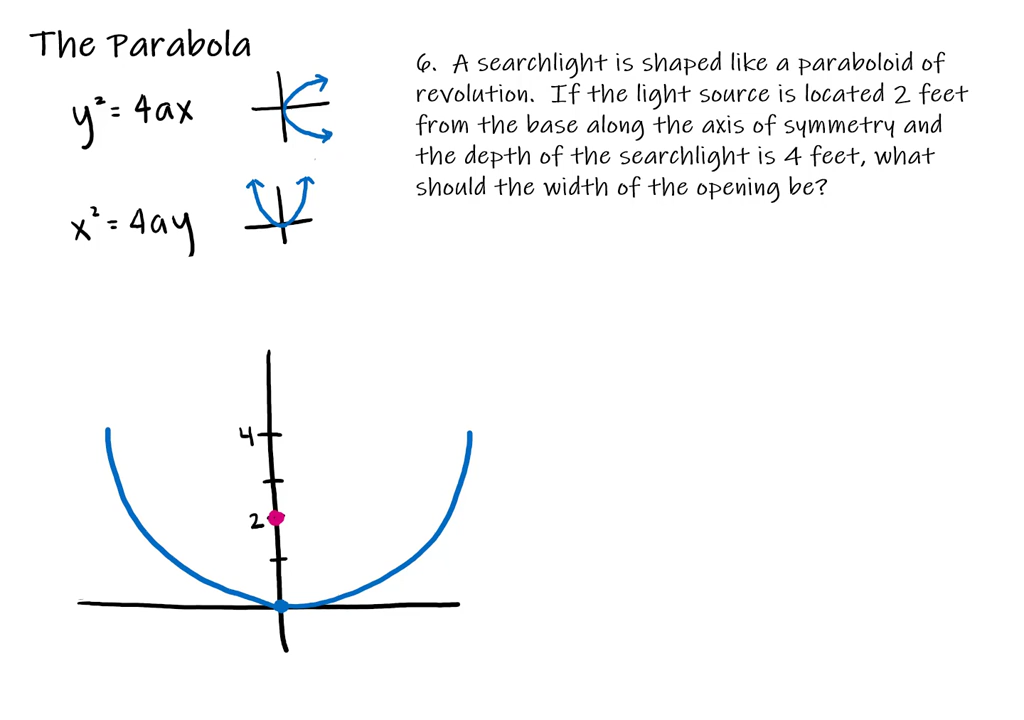 The Parabola
y² = 4ax
x² = 4ay
6. A searchlight is shaped like a paraboloid of
revolution. If the light source is located 2 feet
from the base along the axis of symmetry and
the depth of the searchlight is 4 feet, what
should the width of the opening be?
4
2